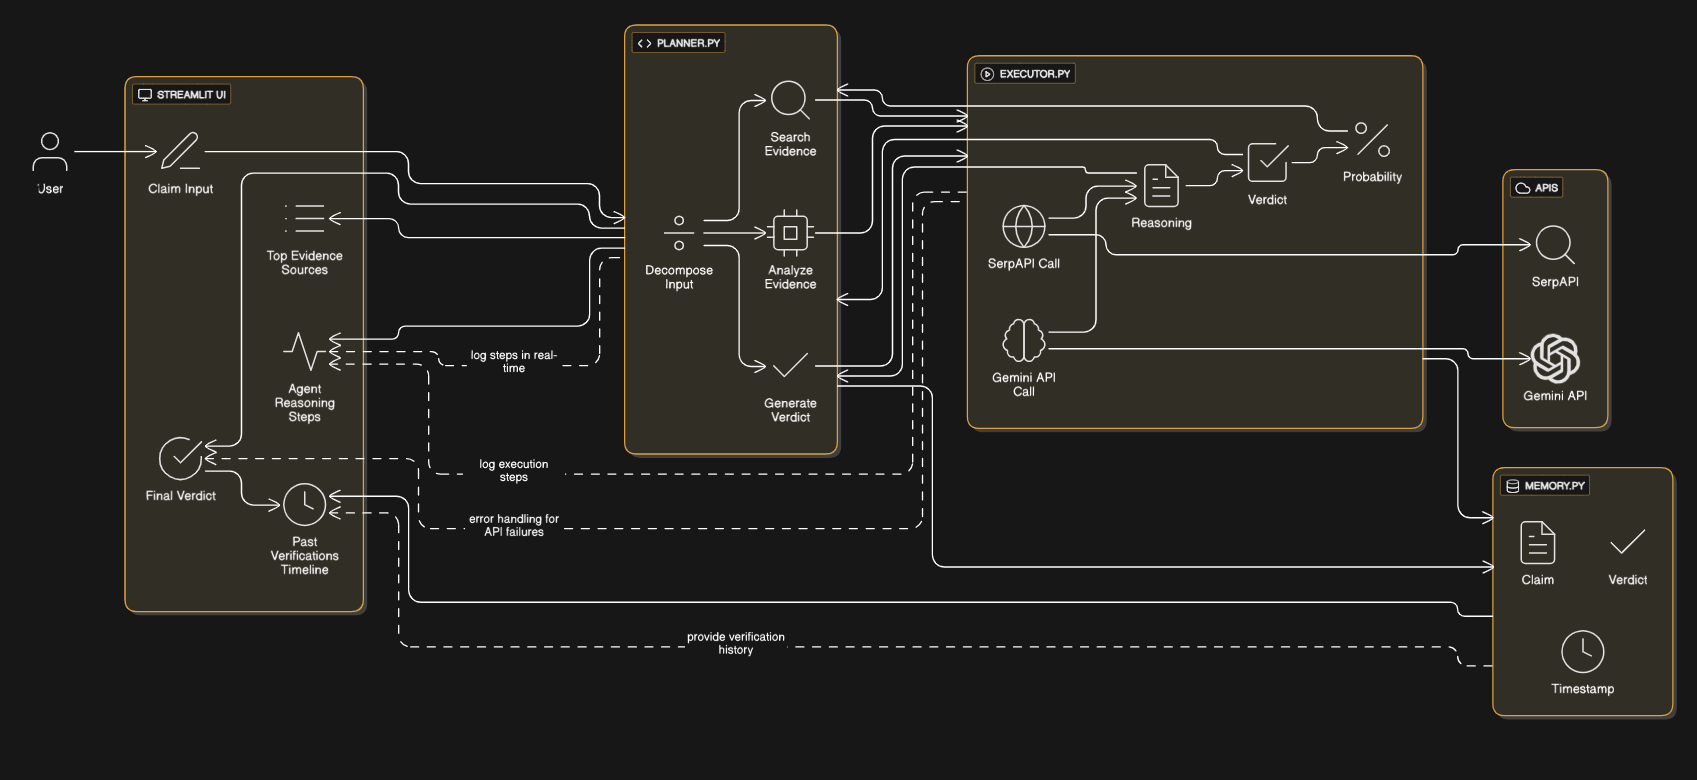 PLANNER.PY
EXECUTOR.PY
STREAMLIT UI
Search
Evidence
User
Claim Input
Probability
APIS
Verdict
Reasoning
Top Evidence
Sources
Decompose
Input
Analyze
Evidence
SerpAPI Call
SerpAPI
log steps in real-
time
Agent
Reasoning
Steps
Gemini API
Call
Gemini API
Generate
Verdict
log execution
steps
Final Verdict
MEMORY.PY
error handling for
API failures
Past
Verifications
Timeline
Claim
Verdict
provide verification
history
Timestamp